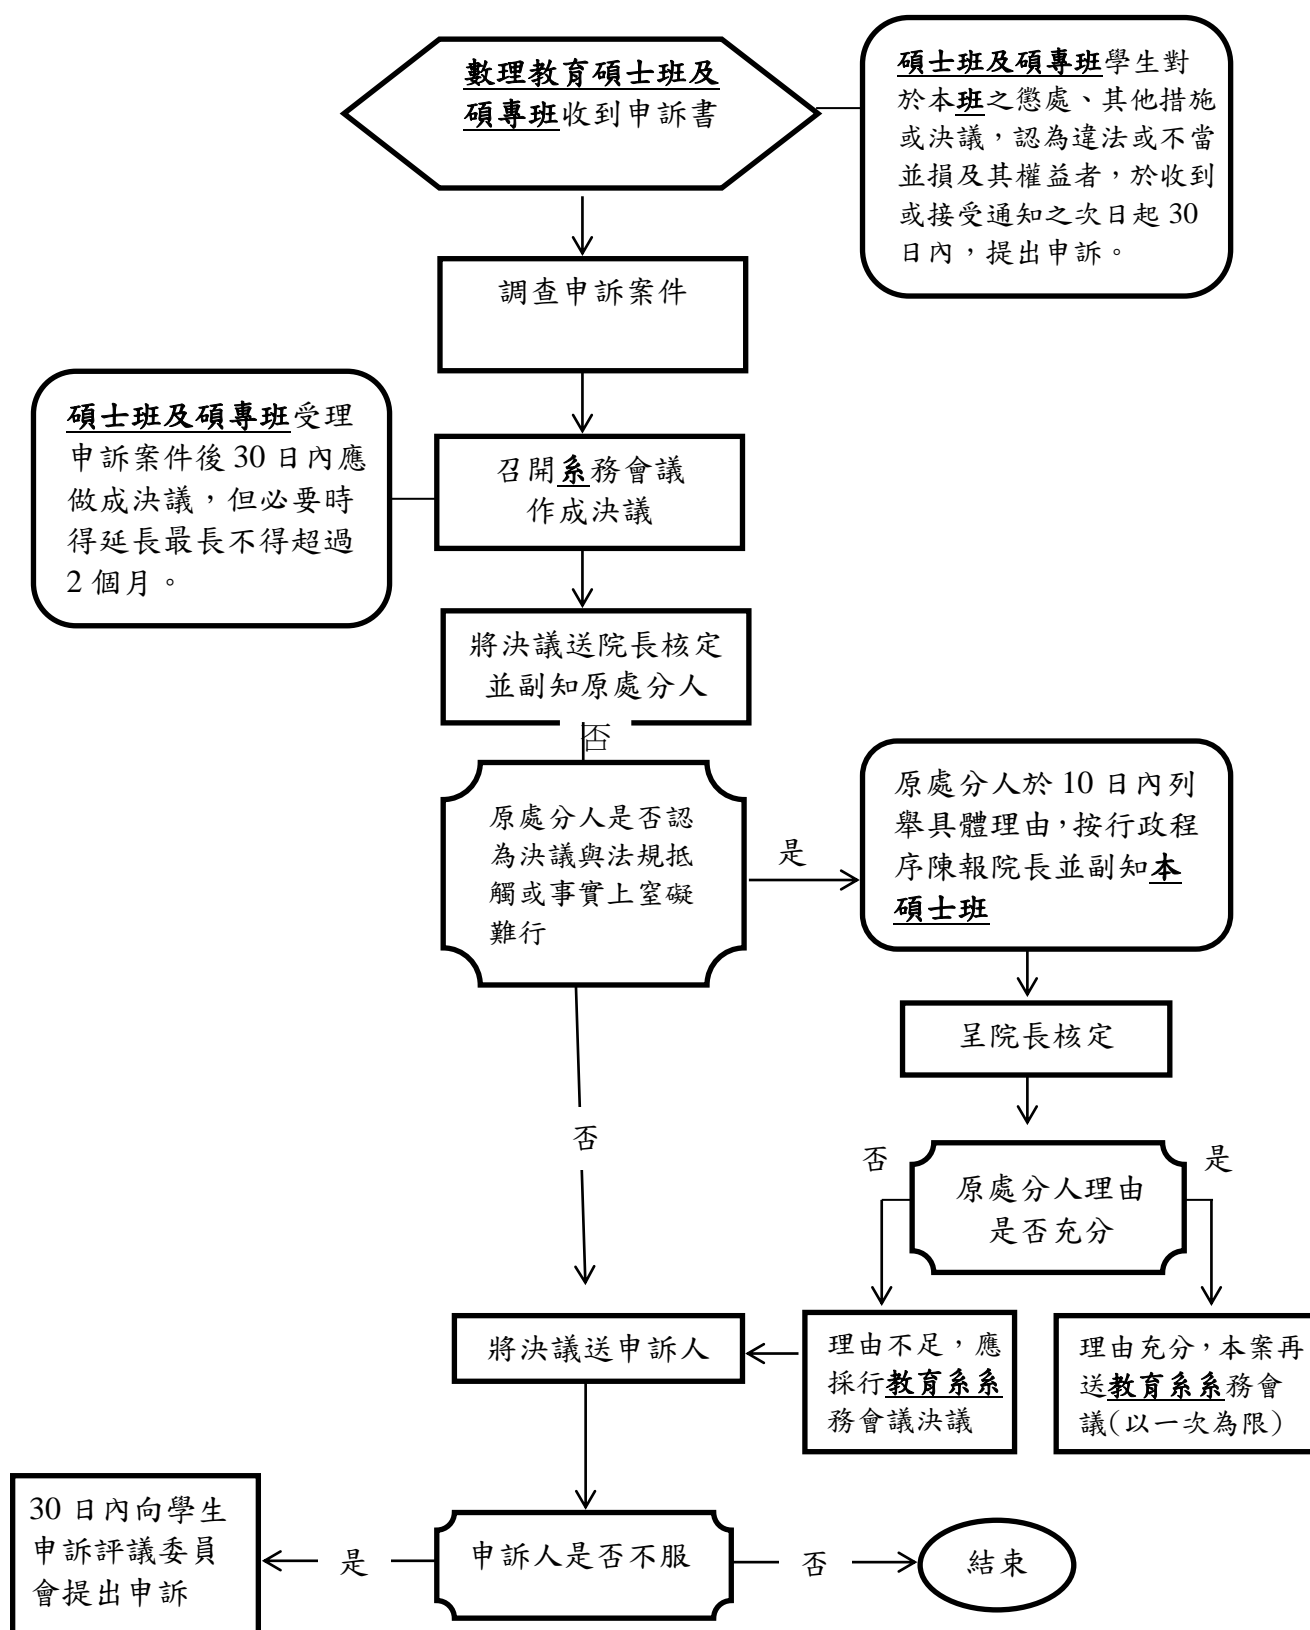 數理教育碩士班及
碩專班收到申訴書
碩士班及碩專班學生對
於本班之懲處、其他措施
或決議，認為違法或不當
並損及其權益者，於收到
或接受通知之次日起 30
日內，提出申訴。
調查申訴案件
碩士班及碩專班受理
申訴案件後 30 日內應
做成決議，但必要時
得延長最長不得超過
2 個月。
召開系務會議
作成決議
將決議送院長核定
並副知原處分人
否
原處分人是否認
為決議與法規抵
觸或事實上窒礙
難行
是
原處分人於 10 日內列
舉具體理由，按行政程
序陳報院長並副知本
碩士班
呈院長核定
否
否
是
原處分人理由
是否充分
將決議送申訴人
理由不足，應
採行教育系系
務會議決議
理由充分，本案再
送教育系系務會
議(以一次為限)
30 日內向學生
申訴評議委員
會提出申訴
是
申訴人是否不服
否
結束